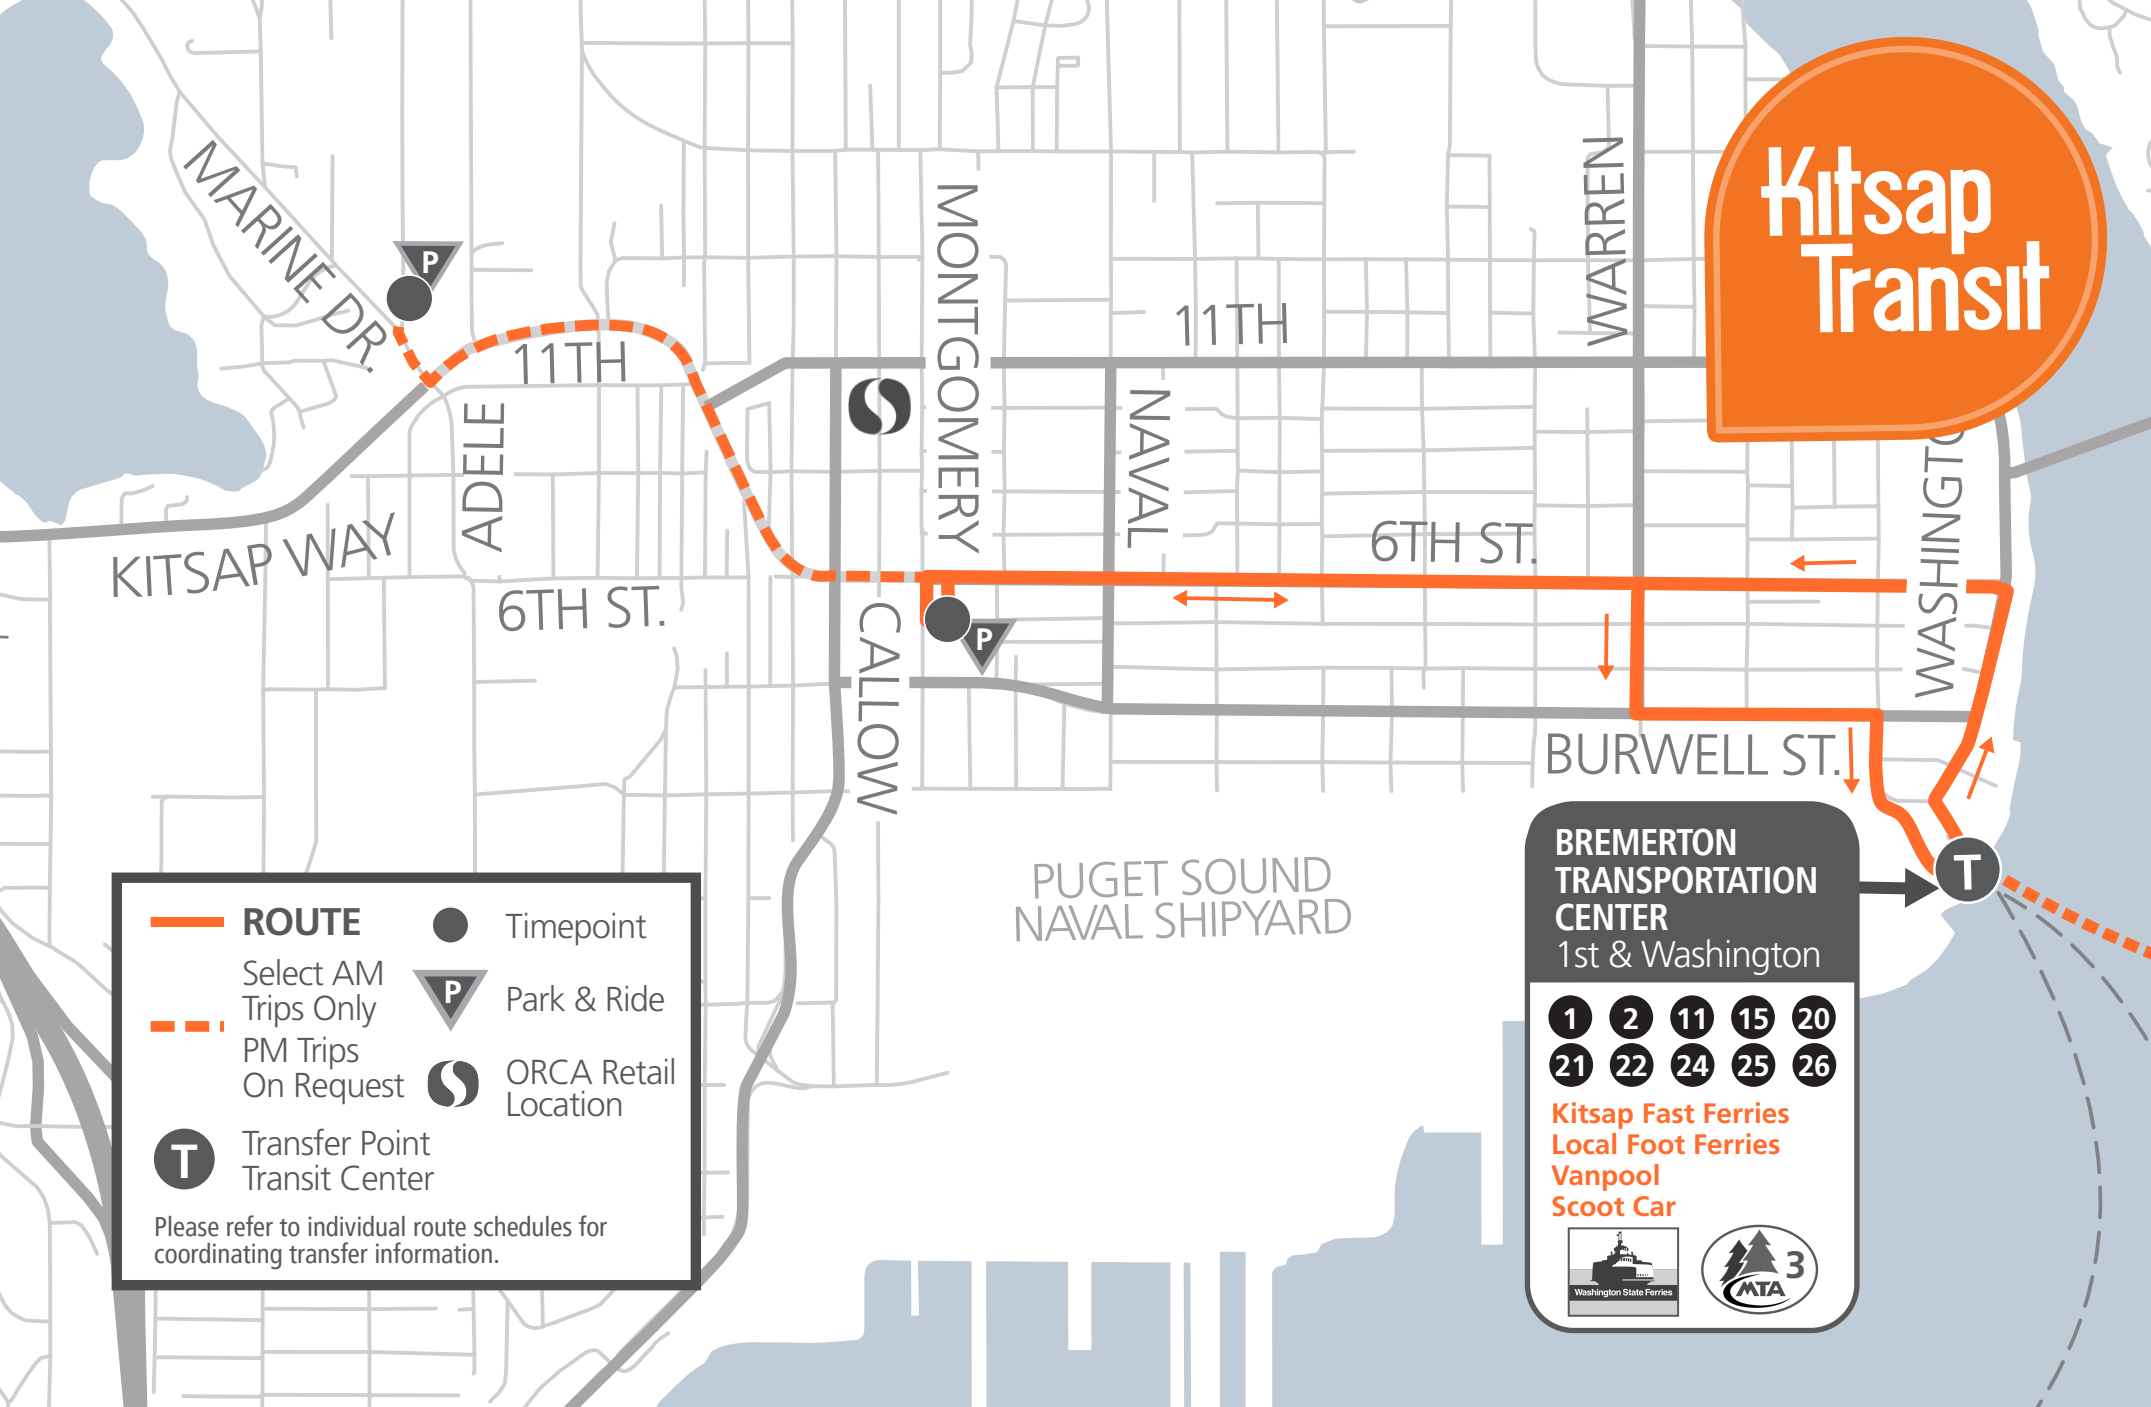 Kitsap
Transit
MARINE DR.
P
11TH
ADELE
KITSAP WAY
6TH ST.
MONTGOMERY
11TH
NAVAL
WARREN
6TH ST.
P
CALLOW
BURWELL ST.
PUGET SOUND
NAVAL SHIPYARD
T
BREMERTON
TRANSPORTATION
CENTER
1st & Washington
1 2 11 15 20
21 22 24 25 26
Kitsap Fast Ferries
Local Foot Ferries
Vanpool
Scoot Car
Washington State Ferries
MTA 3
ROUTE
Select AM
Trips Only
PM Trips
On Request
T
Transfer Point
Transit Center
Timepoint
P
Park & Ride
ORCA Retail
Location
Please refer to individual route schedules for
coordinating transfer information.